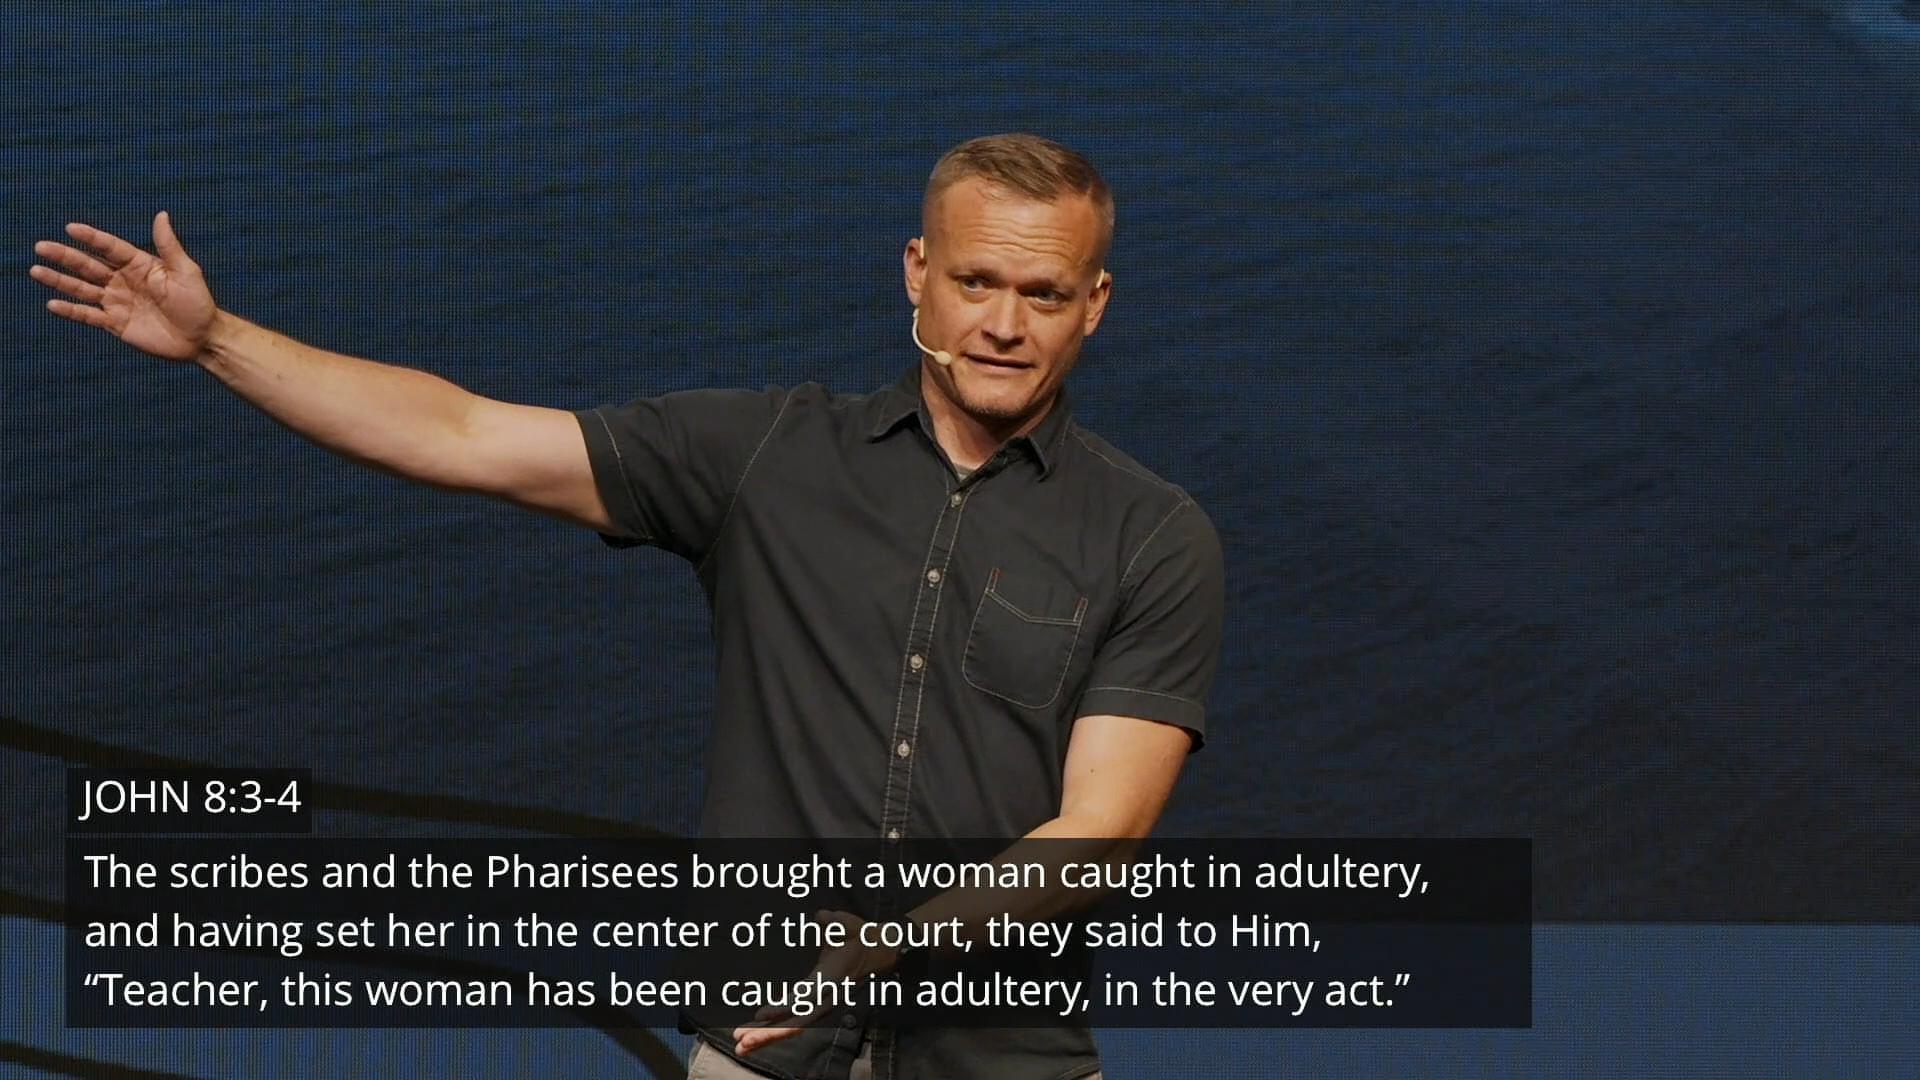 JOHN 8:3-4
The scribes and the Pharisees brought a woman caught in adultery,
and having set her in the center of the court, they said to Him,
“Teacher, this woman has been caught in adultery, in the very act.”